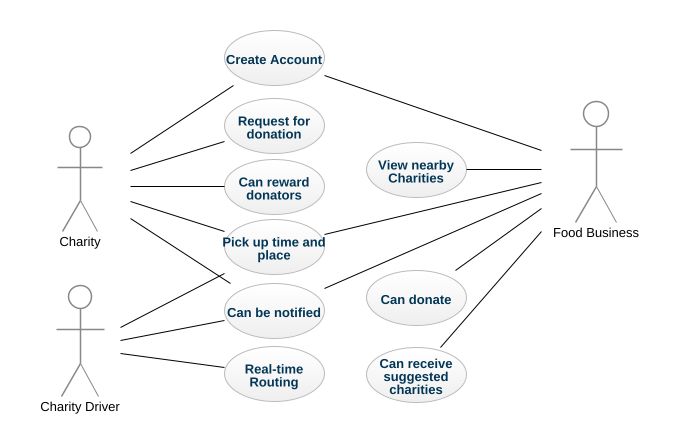 Create Account
Request for
donation
Can reward
donators
View nearby
Charities
Charity
Food Business
Pick up time and
place
Can be notified
Can donate
Real-time
Routing
Can receive
suggested
charities
Charity Driver